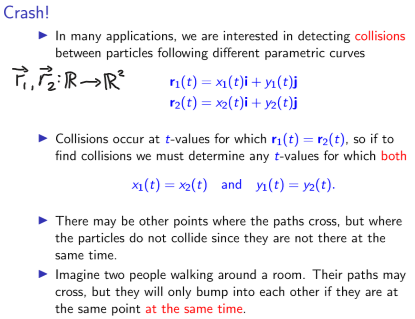 Crash!
▶ In many applications, we are interested in detecting collisions
between particles following different parametric curves
r₁⃗, r₂⃗ : ℝ → ℝ²
r₁(t) = x₁(t)i + y₁(t)j
r₂(t) = x₂(t)i + y₂(t)j
▶ Collisions occur at t-values for which r₁(t) = r₂(t), so if to
find collisions we must determine any t-values for which both
x₁(t) = x₂(t) and y₁(t) = y₂(t).
▶ There may be other points where the paths cross, but where
the particles do not collide since they are not there at the
same time.
▶ Imagine two people walking around a room. Their paths may
cross, but they will only bump into each other if they are at
the same point at the same time.